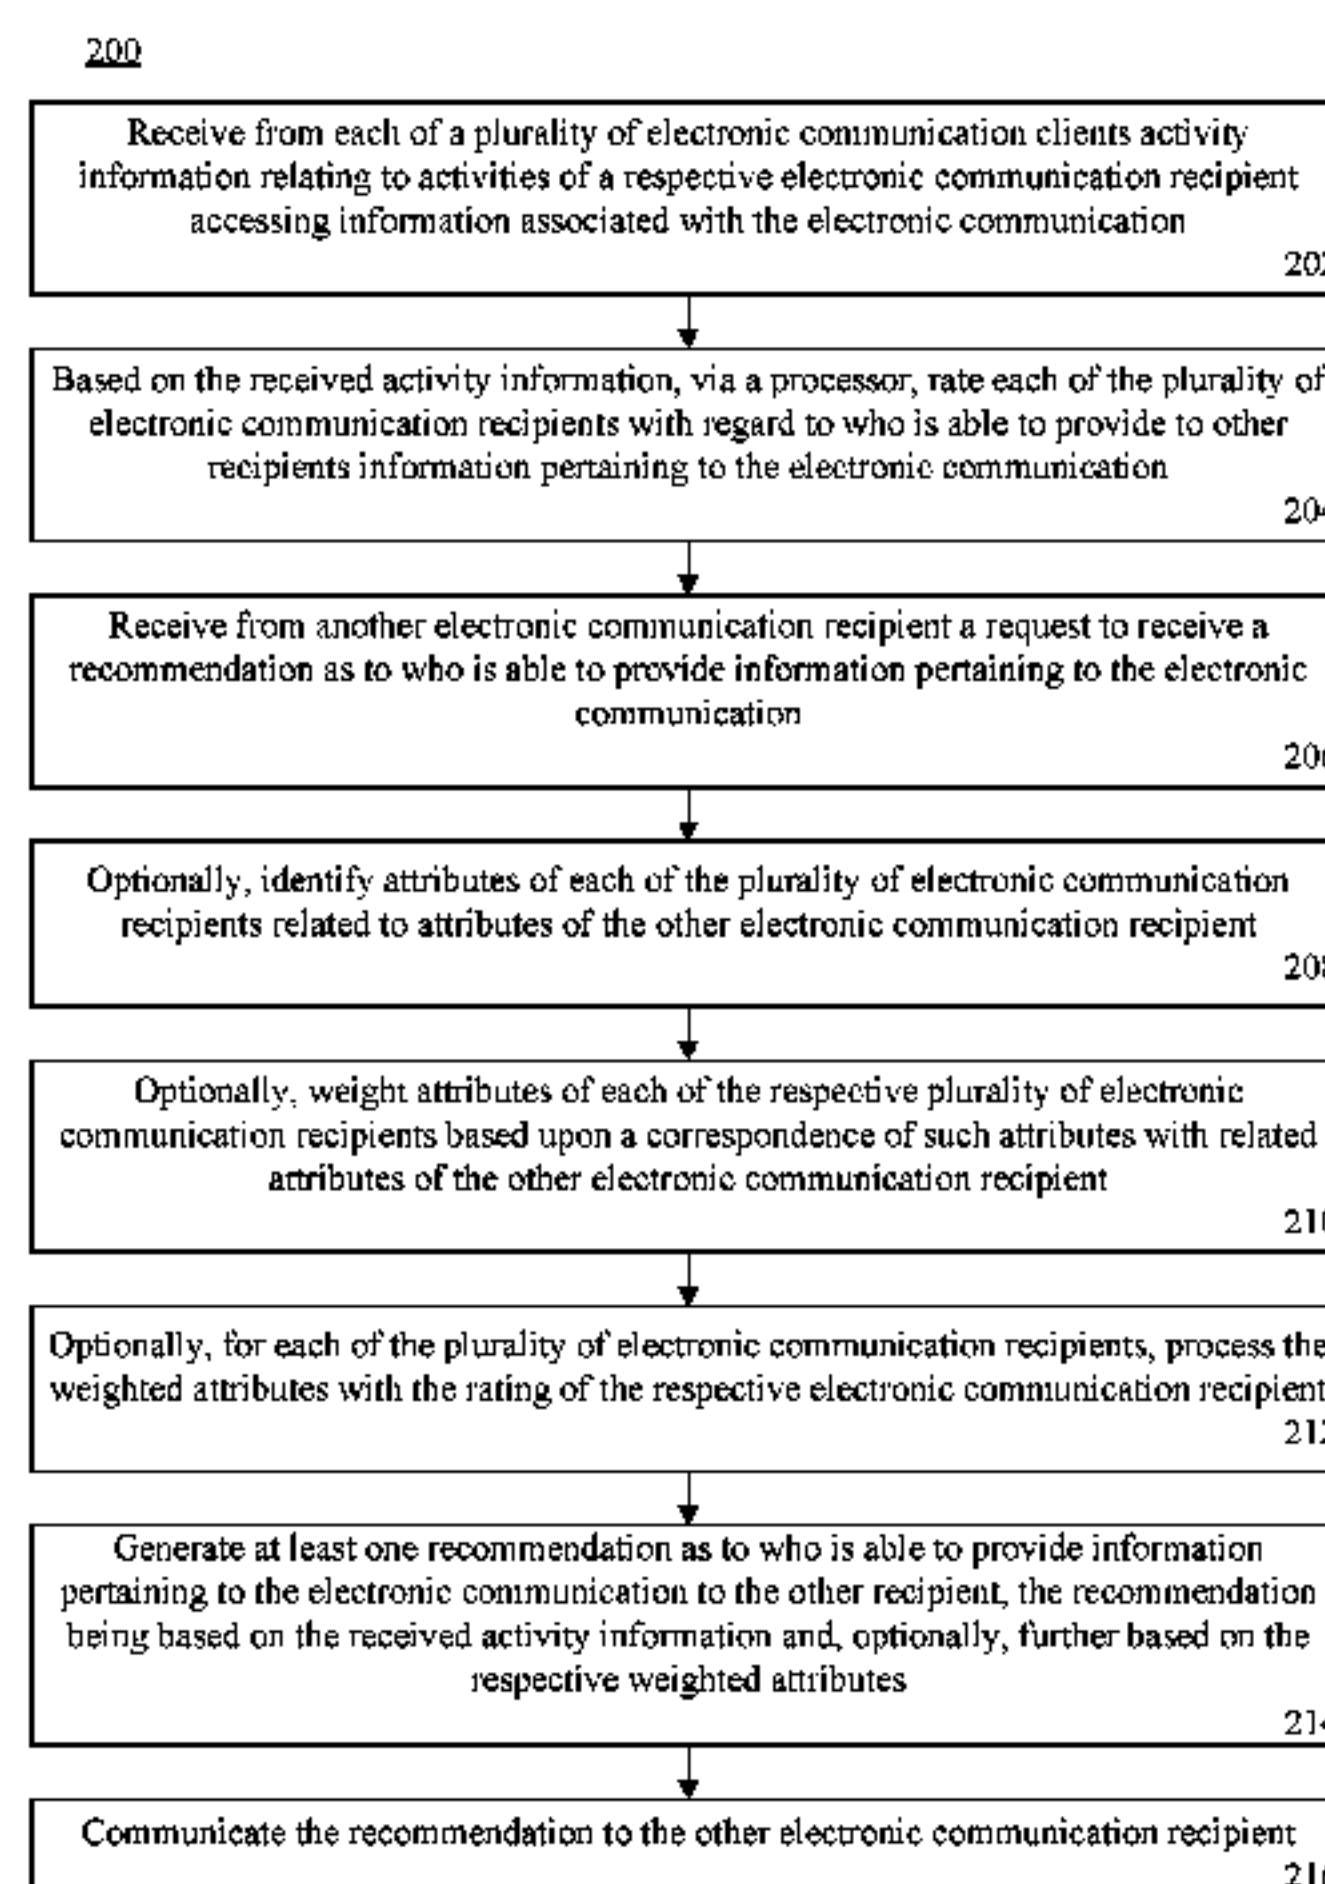 200
Receive from each of a plurality of electronic communication clients activity
information relating to activities of a respective electronic communication recipient
accessing information associated with the electronic communication
202
Based on the received activity information, via a processor, rate each of the plurality of
electronic communication recipients with regard to who is able to provide to other
recipients information pertaining to the electronic communication
204
Receive from another electronic communication recipient a request to receive a
recommendation as to who is able to provide information pertaining to the electronic
communication
206
Optionally, identify attributes of each of the plurality of electronic communication
recipients related to attributes of the other electronic communication recipient
208
Optionally, weight attributes of each of the respective plurality of electronic
communication recipients based upon a correspondence of such attributes with related
attributes of the other electronic communication recipient
210
Optionally, for each of the plurality of electronic communication recipients, process the
weighted attributes with the rating of the respective electronic communication recipient
212
Generate at least one recommendation as to who is able to provide information
pertaining to the electronic communication to the other recipient, the recommendation
being based on the received activity information and, optionally, further based on the
respective weighted attributes
214
Communicate the recommendation to the other electronic communication recipient
216